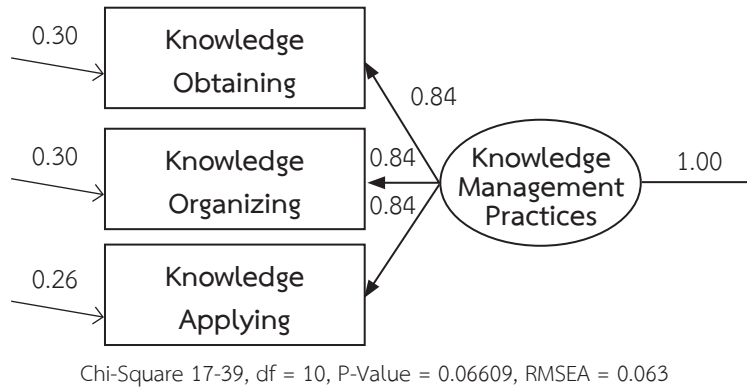 0.30
Knowledge
Obtaining
0.84
0.30
Knowledge
Organizing
0.84
0.84
Knowledge
Management
Practices
1.00
0.26
Knowledge
Applying
Chi-Square 17-39, df = 10, P-Value = 0.06609, RMSEA = 0.063